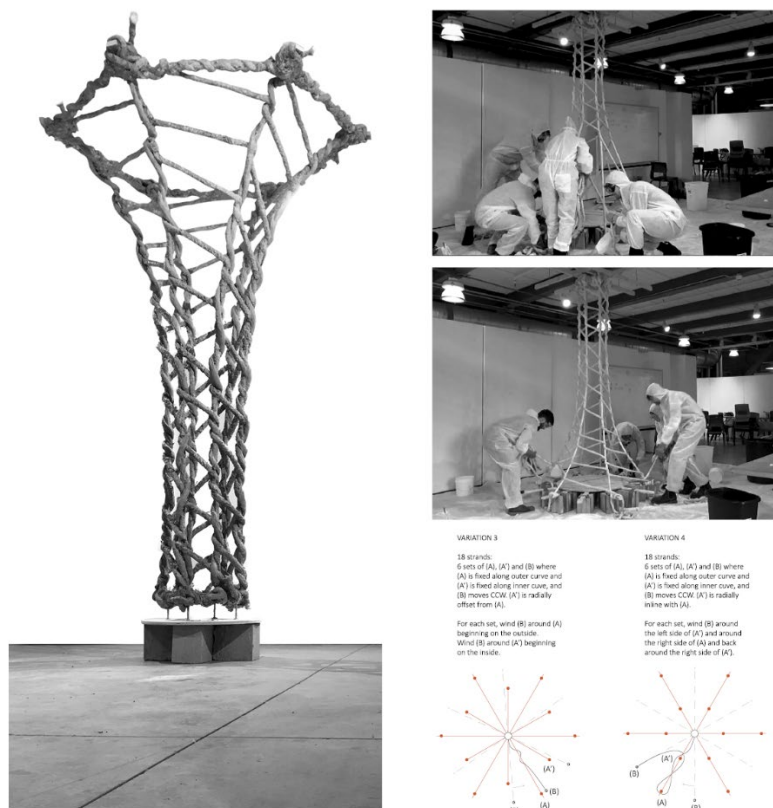 VARIATION 3
18 strands:
6 sets of (A), (A') and (B) where
(A) is fixed along outer curve and
(A') is fixed along inner cuve, and
(B) moves CCW. (A') is radially
offset from (A).
For each set, wind (B) around (A)
beginning on the outside.
Wind (B) around (A') beginning
on the inside.
VARIATION 4
18 strands:
6 sets of (A), (A') and (B) where
(A) is fixed along outer curve and
(A') is fixed along inner cuve, and
(B) moves CCW. (A') is radially
inline with (A).
For each set, wind (B) around
the left side of (A') and around
the right side of (A) and back
around the right side of (A').
(A')
(B)
(A)
(A')
(B)
(A)